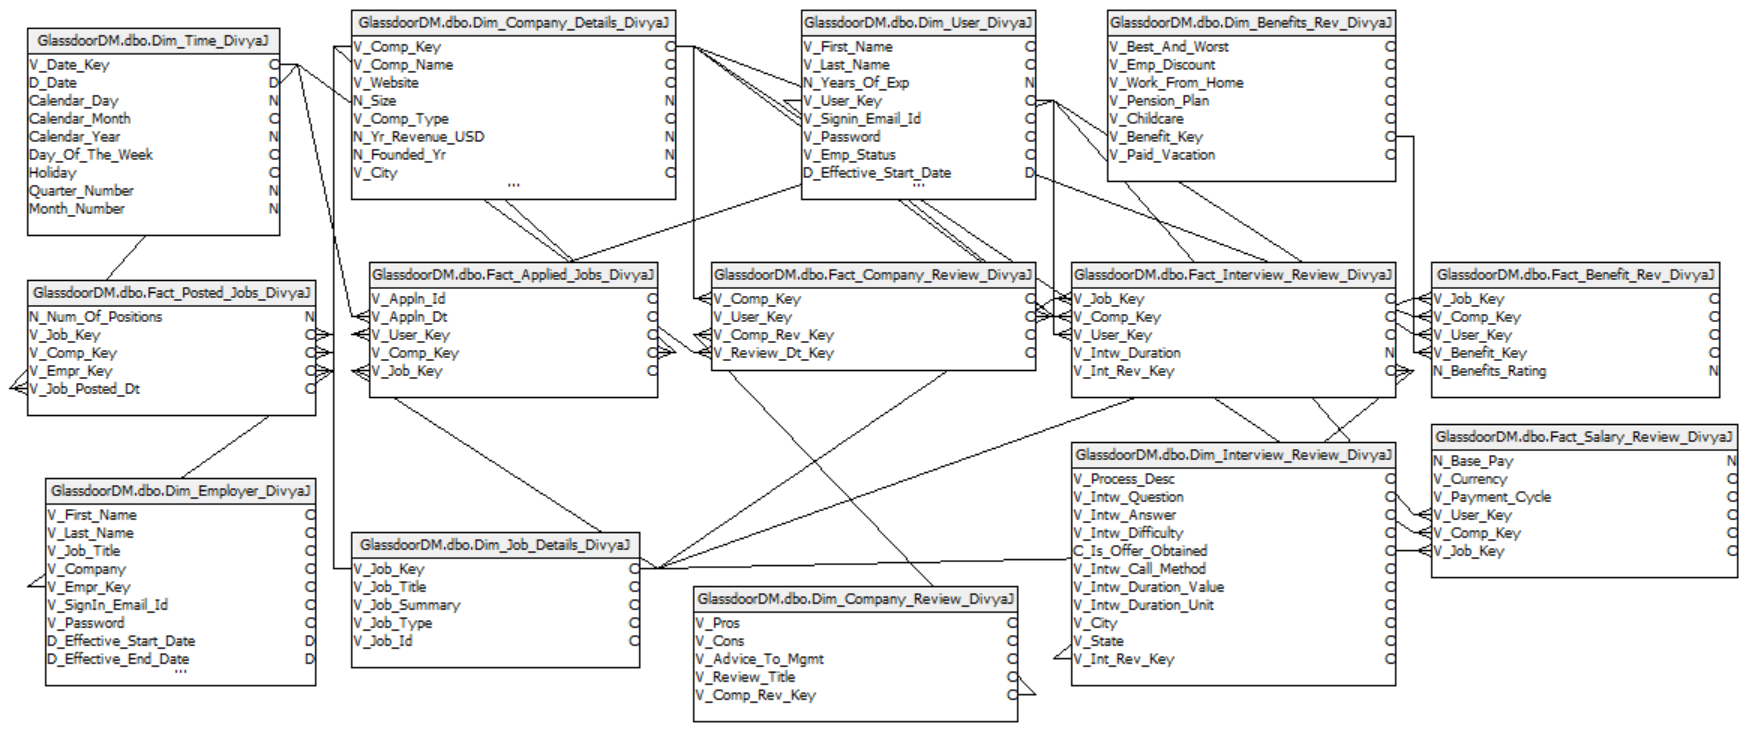 GlassdoorDM.dbo.Dim_Time_DivyaJ
V_Date_Key C
D_Date D
Calendar_Day N
Calendar_Month C
Calendar_Year N
Day_Of_The_Week C
Holiday C
Quarter_Number N
Month_Number N
GlassdoorDM.dbo.Dim_Company_Details_DivyaJ
V_Comp_Key C
V_Comp_Name C
V_Website C
N_Size N
V_Comp_Type C
N_Yr_Revenue_USD N
N_Founded_Yr N
V_City C
...
GlassdoorDM.dbo.Dim_User_DivyaJ
V_First_Name C
V_Last_Name C
N_Years_Of_Exp N
V_User_Key C
V_Signin_Email_Id C
V_Password C
V_Emp_Status C
D_Effective_Start_Date D
...
GlassdoorDM.dbo.Dim_Benefits_Rev_DivyaJ
V_Best_And_Worst C
V_Emp_Discount C
V_Work_From_Home C
V_Pension_Plan C
V_Childcare C
V_Benefit_Key C
V_Paid_Vacation C
GlassdoorDM.dbo.Fact_Posted_Jobs_DivyaJ
N_Num_Of_Positions N
V_Job_Key C
V_Comp_Key C
V_Empr_Key C
V_Job_Posted_Dt C
GlassdoorDM.dbo.Fact_Applied_Jobs_DivyaJ
V_Appln_Id C
V_Appln_Dt C
V_User_Key C
V_Comp_Key C
V_Job_Key C
GlassdoorDM.dbo.Fact_Company_Review_DivyaJ
V_Comp_Key C
V_User_Key C
V_Comp_Rev_Key C
V_Review_Dt_Key C
GlassdoorDM.dbo.Fact_Interview_Review_DivyaJ
V_Job_Key C
V_Comp_Key C
V_User_Key C
V_Intw_Duration N
V_Int_Rev_Key C
GlassdoorDM.dbo.Fact_Benefit_Rev_DivyaJ
V_Job_Key C
V_Comp_Key C
V_User_Key C
V_Benefit_Key C
N_Benefits_Rating N
GlassdoorDM.dbo.Dim_Employer_DivyaJ
V_First_Name C
V_Last_Name C
V_Job_Title C
V_Company C
V_Empr_Key C
V_SignIn_Email_Id C
V_Password C
D_Effective_Start_Date D
D_Effective_End_Date D
...
GlassdoorDM.dbo.Dim_Job_Details_DivyaJ
V_Job_Key C
V_Job_Title C
V_Job_Summary C
V_Job_Type C
V_Job_Id C
GlassdoorDM.dbo.Dim_Company_Review_DivyaJ
V_Pros C
V_Cons C
V_Advice_To_Mgmt C
V_Review_Title C
V_Comp_Rev_Key C
GlassdoorDM.dbo.Dim_Interview_Review_DivyaJ
V_Process_Desc C
V_Intw_Question C
V_Intw_Answer C
V_Intw_Difficulty C
C_Is_Offer_Obtained C
V_Intw_Call_Method C
V_Intw_Duration_Value C
V_Intw_Duration_Unit C
V_City C
V_State C
V_Int_Rev_Key C
GlassdoorDM.dbo.Fact_Salary_Review_DivyaJ
N_Base_Pay N
V_Currency C
V_Payment_Cycle C
V_User_Key C
V_Comp_Key C
V_Job_Key C